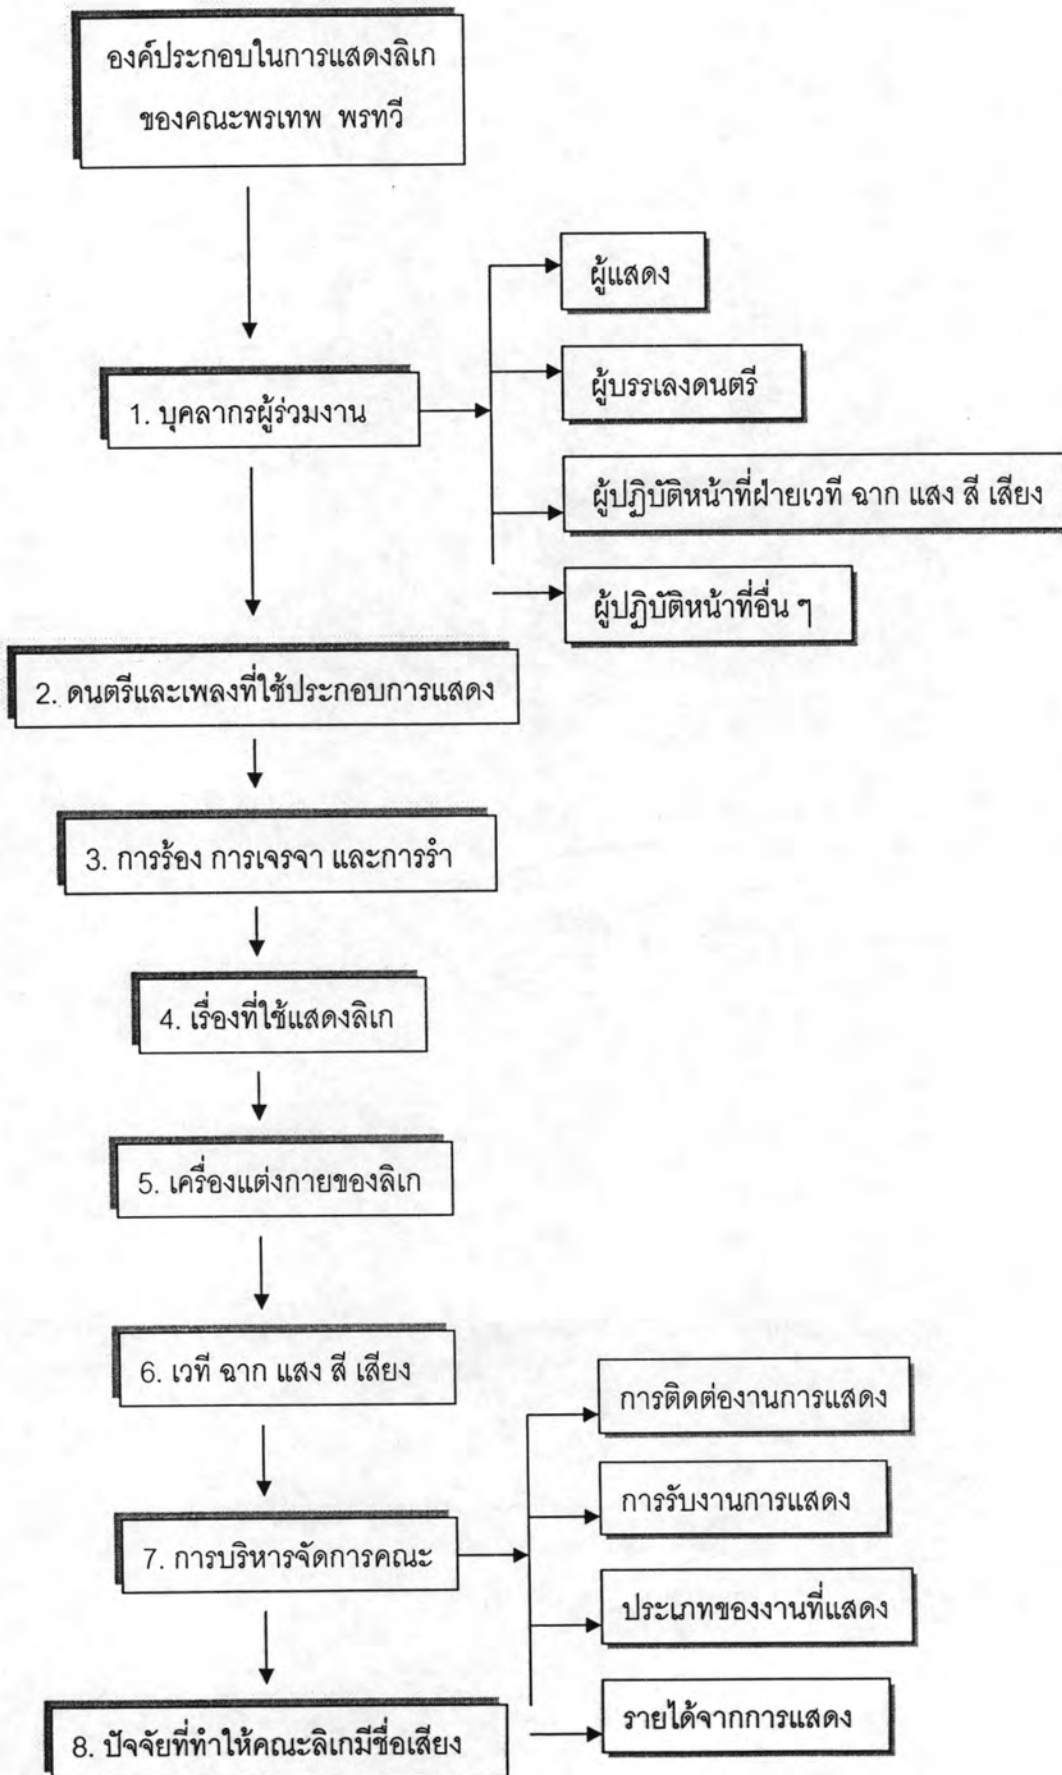 องค์ประกอบในการแสดงลิเก
ของคณะพรเทพ พรทวี
1. บุคลากรผู้ร่วมงาน
ผู้แสดง
ผู้บรรเลงดนตรี
ผู้ปฏิบัติหน้าที่ฝ่ายเวที ฉาก แสง สี เสียง
ผู้ปฏิบัติหน้าที่อื่น ๆ
2. ดนตรีและเพลงที่ใช้ประกอบการแสดง
3. การร้อง การเจรจา และการรำ
4. เรื่องที่ใช้แสดงลิเก
5. เครื่องแต่งกายของลิเก
6. เวที ฉาก แสง สี เสียง
7. การบริหารจัดการคณะ
การติดต่องานการแสดง
การรับงานการแสดง
ประเภทของงานที่แสดง
รายได้จากการแสดง
8. ปัจจัยที่ทำให้คณะลิเกมีชื่อเสียง